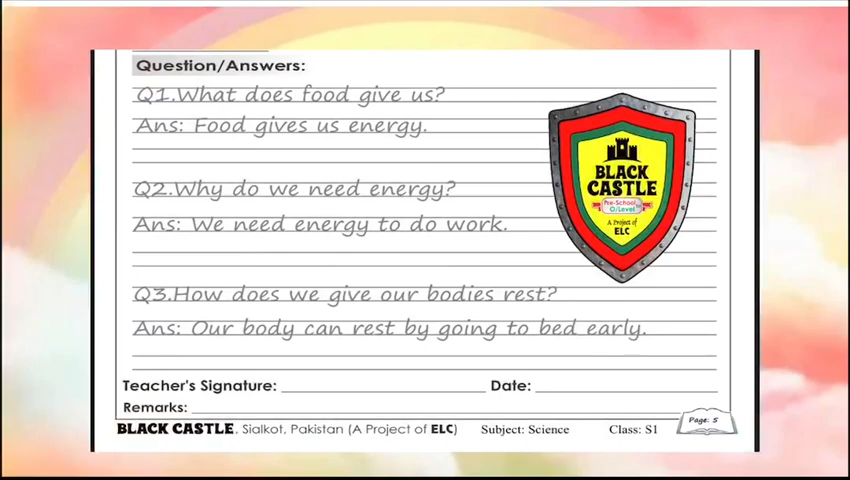 Question/Answers:
Q1.What does food give us?
Ans: Food gives us energy.
Q2.Why do we need energy?
Ans: We need energy to do work.
Q3.How does we give our bodies rest?
Ans: Our body can rest by going to bed early.
BLACK
CASTLE
Pre-School
O/Level
A Project of
ELC
Teacher's Signature: Date:
Remarks:
BLACK CASTLE, Sialkot, Pakistan (A Project of ELC) Subject: Science Class: S1 Page: 5